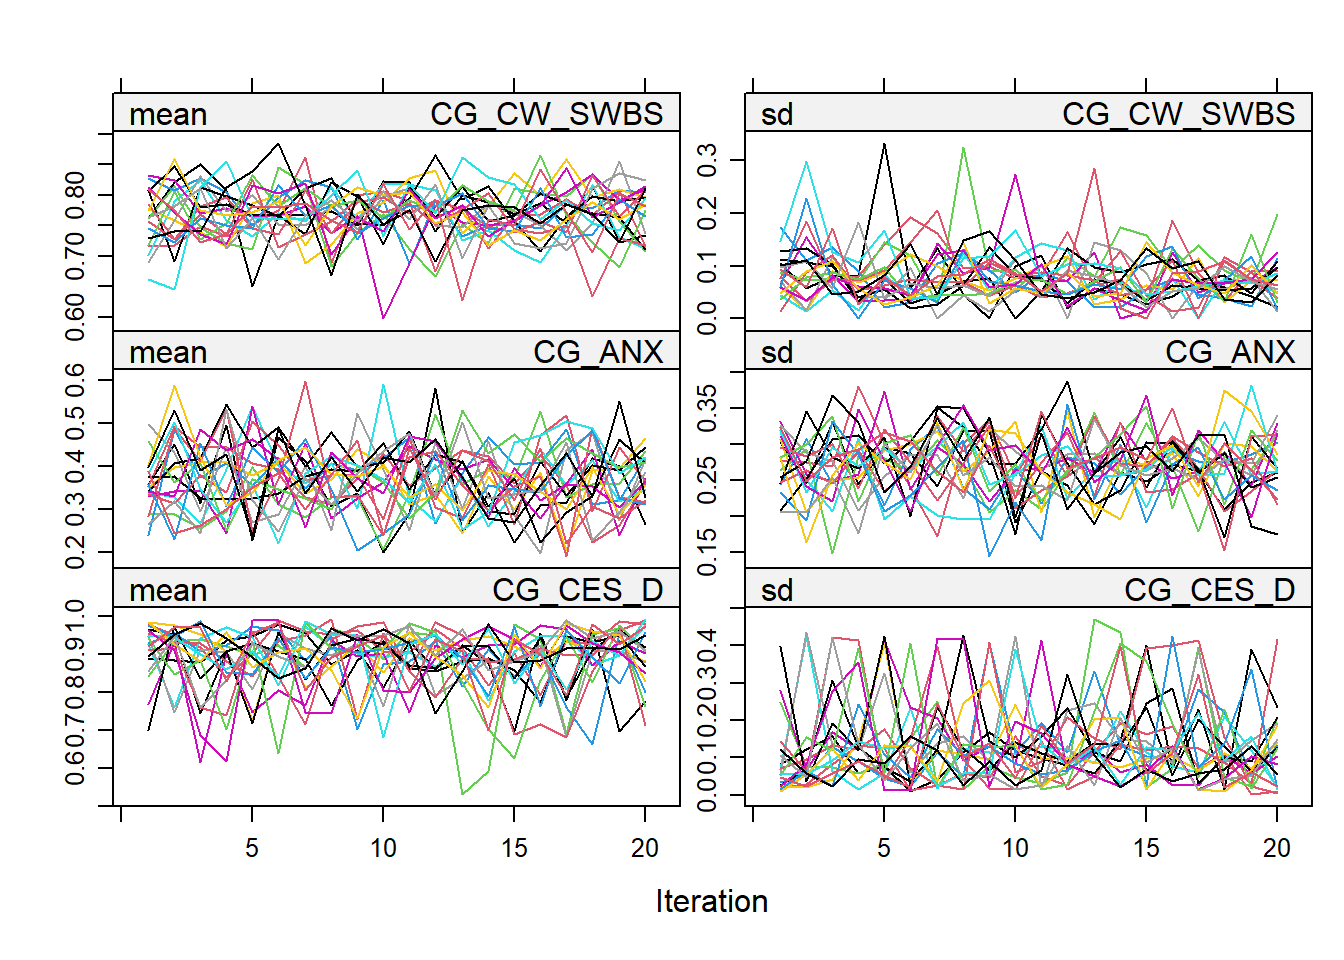 mean CG_CW_SWBS
0.60 0.70 0.80
sd CG_CW_SWBS
0.0 0.1 0.2 0.3
mean CG_ANX
0.2 0.3 0.4 0.5 0.6
sd CG_ANX
0.15 0.25 0.35
mean CG_CES_D
0.6 0.7 0.8 0.9 1.0
sd CG_CES_D
0.0 0.1 0.2 0.3 0.4
5 10 15 20
5 10 15 20
Iteration